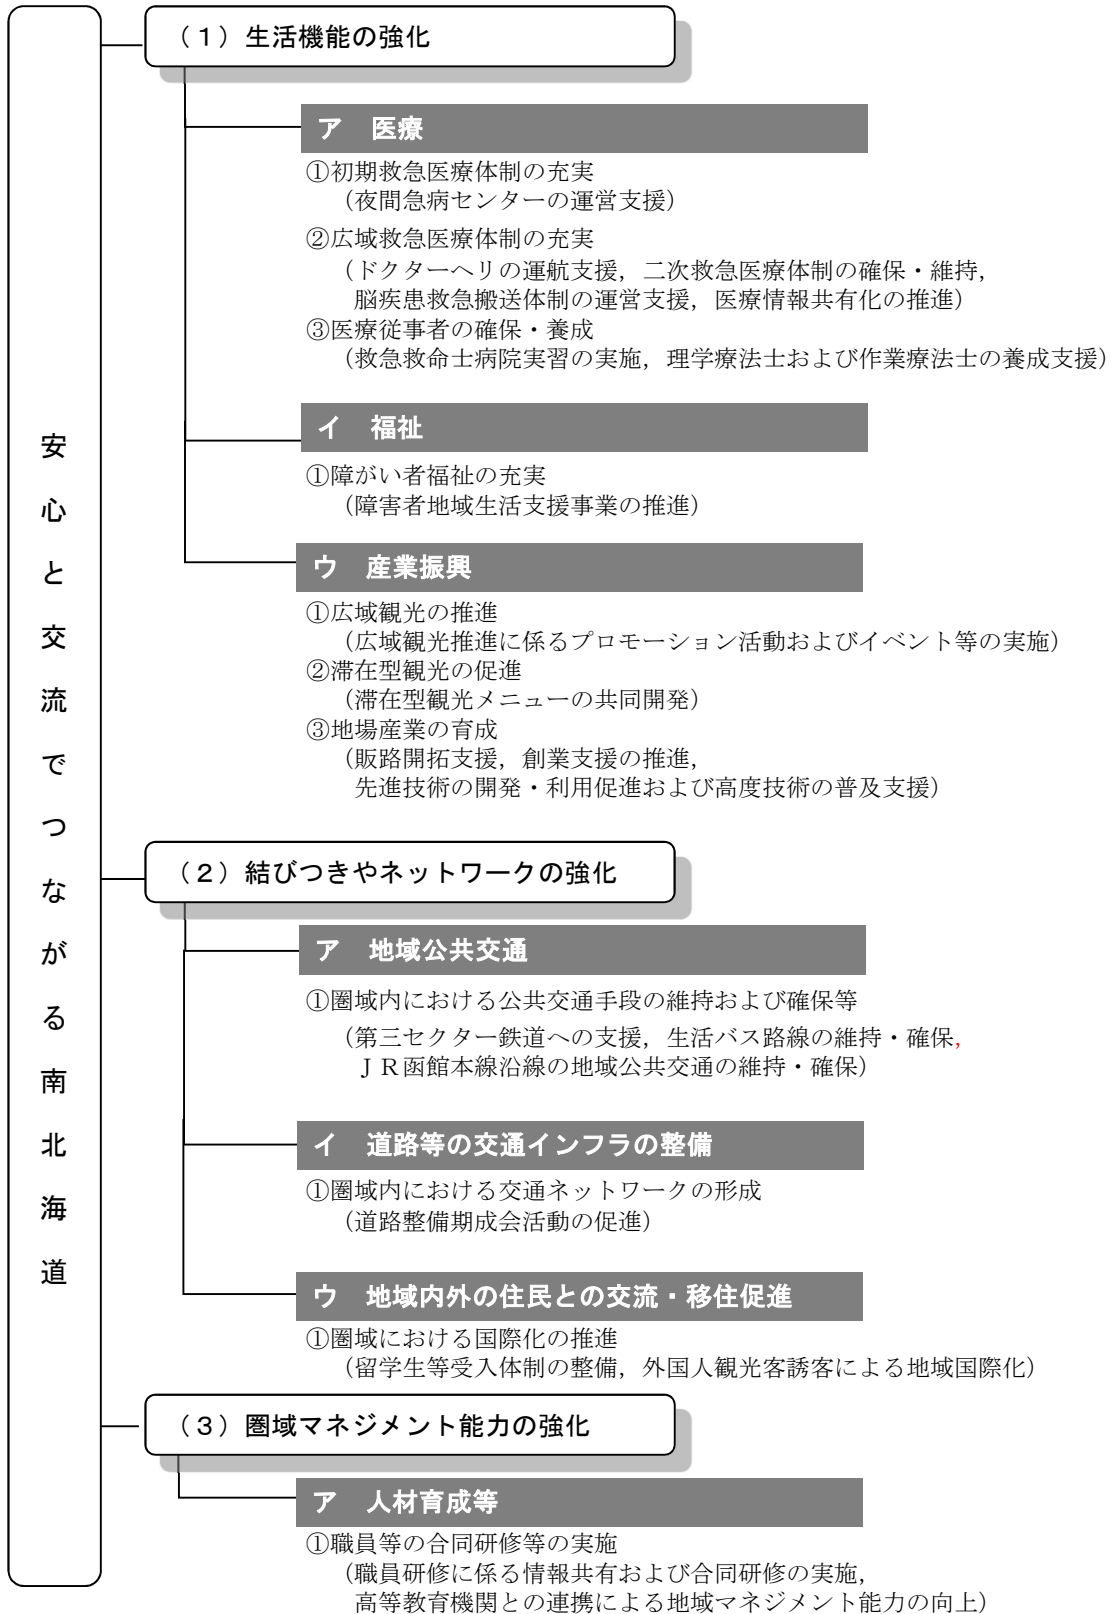 安心と交流でつながる南北海道
（１）生活機能の強化
ア　医療
①初期救急医療体制の充実
（夜間急病センターの運営支援）
②広域救急医療体制の充実
（ドクターヘリの運航支援，二次救急医療体制の確保・維持，
脳疾患救急搬送体制の運営支援，医療情報共有化の推進）
③医療従事者の確保・養成
（救急救命士病院実習の実施，理学療法士および作業療法士の養成支援）
イ　福祉
①障がい者福祉の充実
（障害者地域生活支援事業の推進）
ウ　産業振興
①広域観光の推進
（広域観光推進に係るプロモーション活動およびイベント等の実施）
②滞在型観光の促進
（滞在型観光メニューの共同開発）
③地場産業の育成
（販路開拓支援，創業支援の推進，
先進技術の開発・利用促進および高度技術の普及支援）
（２）結びつきやネットワークの強化
ア　地域公共交通
①圏域内における公共交通手段の維持および確保等
（第三セクター鉄道への支援，生活バス路線の維持・確保，
ＪＲ函館本線沿線の地域公共交通の維持・確保）
イ　道路等の交通インフラの整備
①圏域内における交通ネットワークの形成
（道路整備期成会活動の促進）
ウ　地域内外の住民との交流・移住促進
①圏域における国際化の推進
（留学生等受入体制の整備，外国人観光客誘客による地域国際化）
（３）圏域マネジメント能力の強化
ア　人材育成等
①職員等の合同研修等の実施
（職員研修に係る情報共有および合同研修の実施，
高等教育機関との連携による地域マネジメント能力の向上）